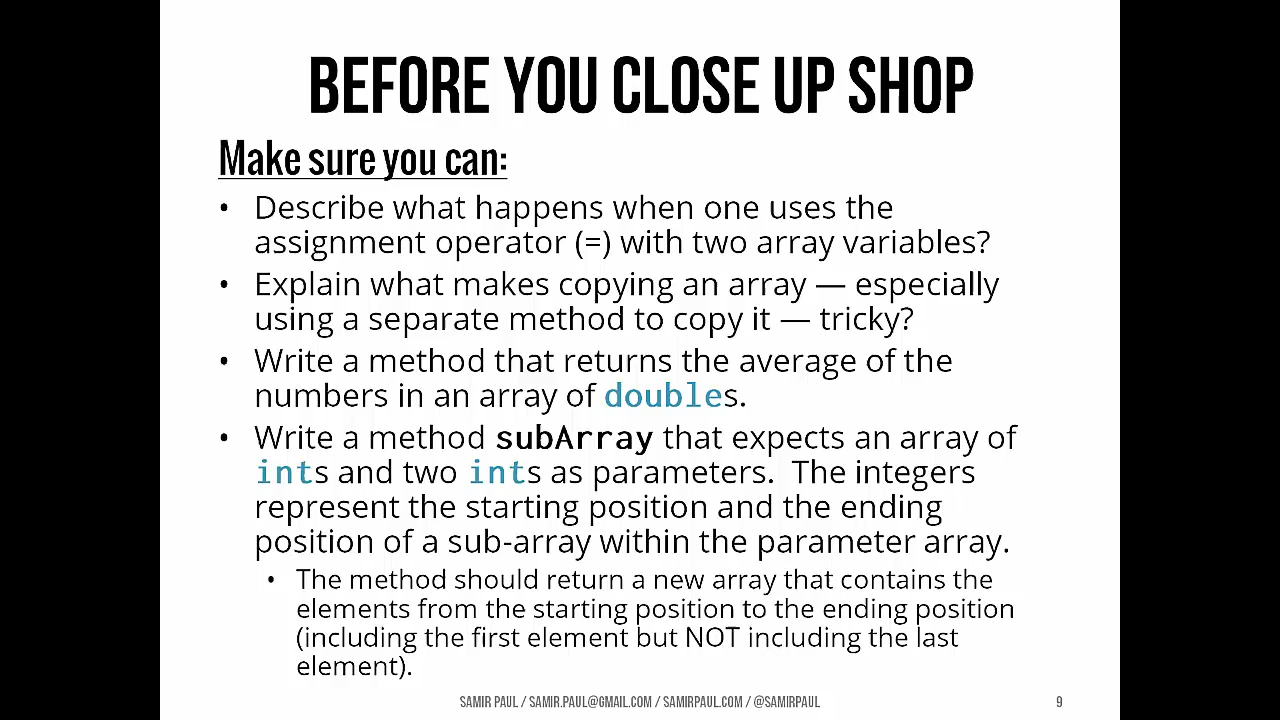 BEFORE YOU CLOSE UP SHOP
Make sure you can:
• Describe what happens when one uses the
assignment operator (=) with two array variables?
• Explain what makes copying an array — especially
using a separate method to copy it — tricky?
• Write a method that returns the average of the
numbers in an array of doubles.
• Write a method subArray that expects an array of
ints and two ints as parameters.  The integers
represent the starting position and the ending
position of a sub-array within the parameter array.
• The method should return a new array that contains the
elements from the starting position to the ending position
(including the first element but NOT including the last
element).
SAMIR PAUL / SAMIR.PAUL@GMAIL.COM / SAMIRPAUL.COM / @SAMIRPAUL
9